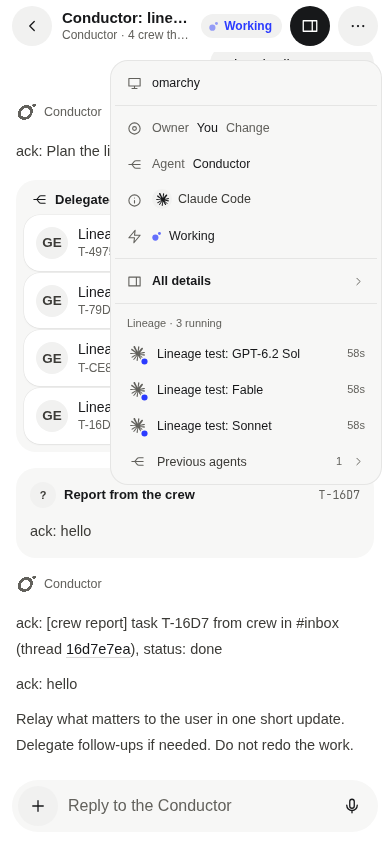 Conductor: line…
Conductor · 4 crew th…
Working
omarchy
Conductor
Owner You Change
ack: Plan the li
Agent Conductor
Claude Code
Delegate
Working
GE
Linea
T-497
All details
GE
Linea
T-79D
Lineage · 3 running
GE
Linea
T-CE8
Lineage test: GPT-6.2 Sol 58s
Lineage test: Fable 58s
GE
Linea
T-16D
Lineage test: Sonnet 58s
Previous agents 1
? Report from the crew T-16D7
ack: hello
Conductor
ack: [crew report] task T-16D7 from crew in #inbox
(thread 16d7e7ea), status: done
ack: hello
Relay what matters to the user in one short update.
Delegate follow-ups if needed. Do not redo the work.
Reply to the Conductor